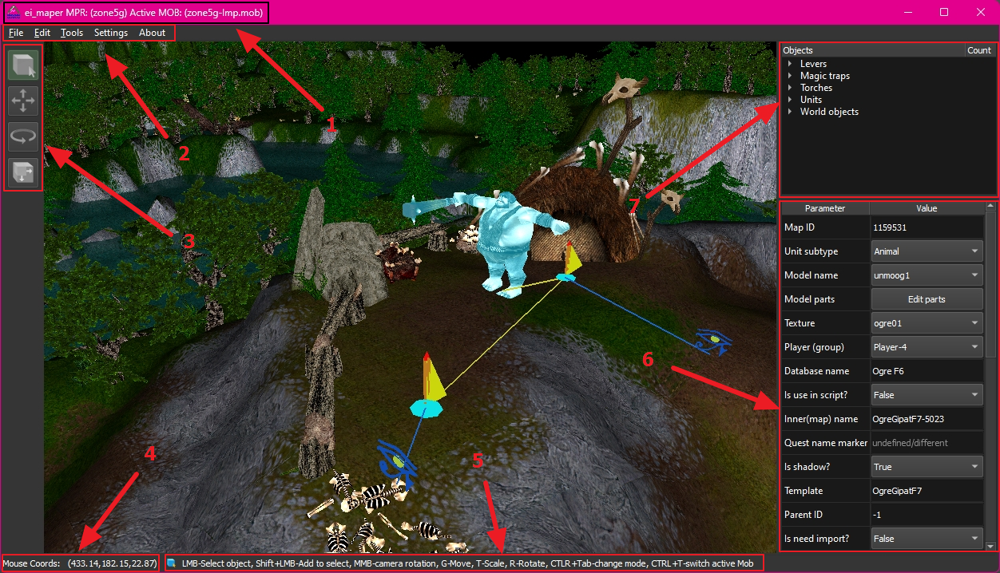 ei_maper MPR: (zone5g) Active MOB: (zone5g-Imp.mob)
File Edit Tools Settings About
1
2
3
4
5
6
7
Objects Count
Levers
Magic traps
Torches
Units
World objects
Parameter Value
Map ID 1159531
Unit subtype Animal
Model name unmoog1
Model parts Edit parts
Texture ogre01
Player (group) Player-4
Database name Ogre F6
Is use in script? False
Inner(map) name OgreGipatF7-5023
Quest name marker undefined/different
Is shadow? True
Template OgreGipatF7
Parent ID -1
Is need import? False
Mouse Coords: (433.14,182.15,22.87) LMB-Select object, Shift+LMB-Add to select, MMB-camera rotation, G-Move, T-Scale, R-Rotate, CTLR+Tab-change mode, CTRL+T-switch active Mob